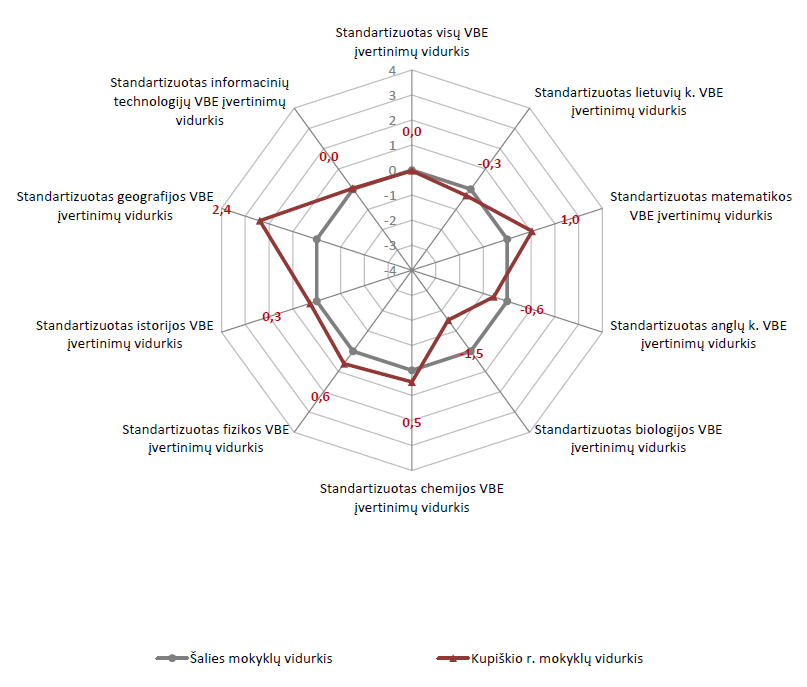 Standartizuotas visų VBE
įvertinimų vidurkis
Standartizuotas informacinių
technologijų VBE įvertinimų
vidurkis
Standartizuotas lietuvių k. VBE
įvertinimų vidurkis
4
3
2
1
0
-1
-2
-3
-4
0,0
0,0
-0,3
Standartizuotas geografijos VBE
įvertinimų vidurkis
2,4
1,0
Standartizuotas matematikos
VBE įvertinimų vidurkis
Standartizuotas istorijos VBE
įvertinimų vidurkis
0,3
-0,6
Standartizuotas anglų k. VBE
įvertinimų vidurkis
-1,5
0,6
0,5
Standartizuotas fizikos VBE
įvertinimų vidurkis
Standartizuotas biologijos VBE
įvertinimų vidurkis
Standartizuotas chemijos VBE
įvertinimų vidurkis
Šalies mokyklų vidurkis
Kupiškio r. mokyklų vidurkis